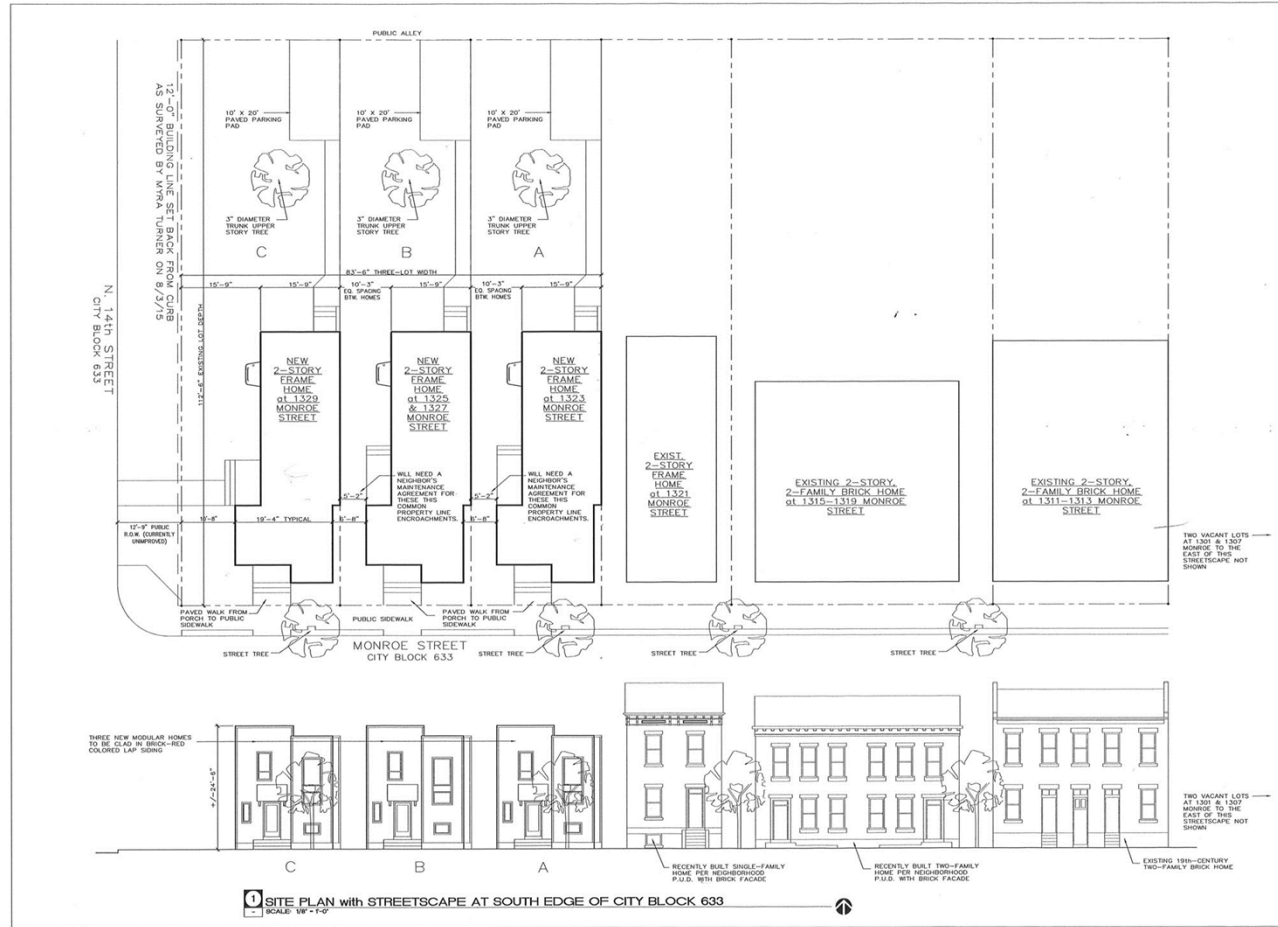 PUBLIC ALLEY
12'-0" BUILDING LINE SET BACK FROM CURB
AS SURVEYED BY MYRA TURNER ON 8/3/15
N. 14th STREET
CITY BLOCK 633
112'-6" EXISTING LOT DEPTH
10' X 20'
PAVED PARKING
PAD
10' X 20'
PAVED PARKING
PAD
10' X 20'
PAVED PARKING
PAD
3" DIAMETER
TRUNK UPPER
STORY TREE
3" DIAMETER
TRUNK UPPER
STORY TREE
3" DIAMETER
TRUNK UPPER
STORY TREE
C
B
A
83'-6" THREE-LOT WIDTH
15'-9"
15'-9"
10'-3"
EQ. SPACING
BTW. HOMES
15'-9"
10'-3"
EQ. SPACING
BTW. HOMES
15'-9"
NEW
2-STORY
FRAME
HOME
at 1329
MONROE
STREET
NEW
2-STORY
FRAME
HOME
at 1325
& 1327
MONROE
STREET
NEW
2-STORY
FRAME
HOME
at 1323
MONROE
STREET
EXIST.
2-STORY
FRAME
HOME
at 1321
MONROE
STREET
EXISTING 2-STORY,
2-FAMILY BRICK HOME
at 1315-1319 MONROE
STREET
EXISTING 2-STORY,
2-FAMILY BRICK HOME
at 1311-1313 MONROE
STREET
WILL NEED A
NEIGHBOR'S
MAINTENANCE
AGREEMENT FOR
THESE THIS
COMMON
PROPERTY LINE
ENCROACHMENTS.
WILL NEED A
NEIGHBOR'S
MAINTENANCE
AGREEMENT FOR
THESE THIS
COMMON
PROPERTY LINE
ENCROACHMENTS.
5'-2"
5'-2"
12'-9" PUBLIC
R.O.W. (CURRENTLY
UNIMPROVED)
19'-4" TYPICAL
6'-8"
6'-8"
TWO VACANT LOTS
AT 1301 & 1307
MONROE TO THE
EAST OF THIS
STREETSCAPE NOT
SHOWN
PAVED WALK FROM
PORCH TO PUBLIC
SIDEWALK
PUBLIC SIDEWALK
PAVED WALK FROM
PORCH TO PUBLIC
SIDEWALK
STREET TREE
MONROE STREET
CITY BLOCK 633
STREET TREE
STREET TREE
STREET TREE
THREE NEW MODULAR HOMES
TO BE CLAD IN BRICK-RED
COLORED LAP SIDING
+/-24'-6"
TWO VACANT LOTS
AT 1301 & 1307
MONROE TO THE
EAST OF THIS
STREETSCAPE NOT
SHOWN
C
B
A
RECENTLY BUILT SINGLE-FAMILY
HOME PER NEIGHBORHOOD
P.U.D. WITH BRICK FACADE
RECENTLY BUILT TWO-FAMILY
HOME PER NEIGHBORHOOD
P.U.D. WITH BRICK FACADE
EXISTING 19th-CENTURY
TWO-FAMILY BRICK HOME
1
-
SITE PLAN with STREETSCAPE AT SOUTH EDGE OF CITY BLOCK 633
SCALE: 1/8" = 1'-0"